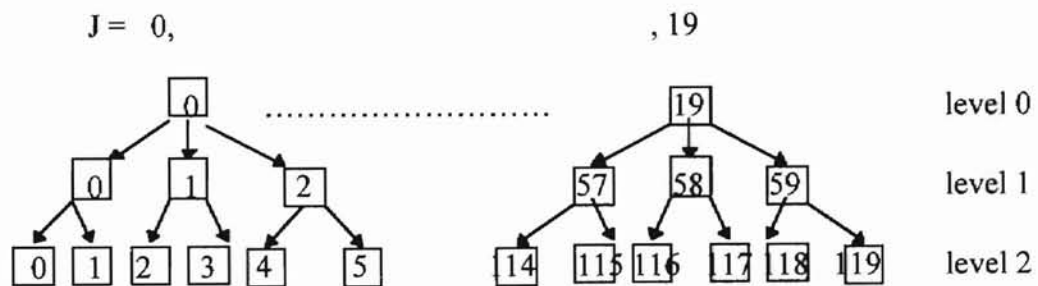 J = 0, , 19
0 .......................... 19 level 0
0 1 2 57 58 59 level 1
0 1 2 3 4 5 114 115 116 117 118 119 level 2